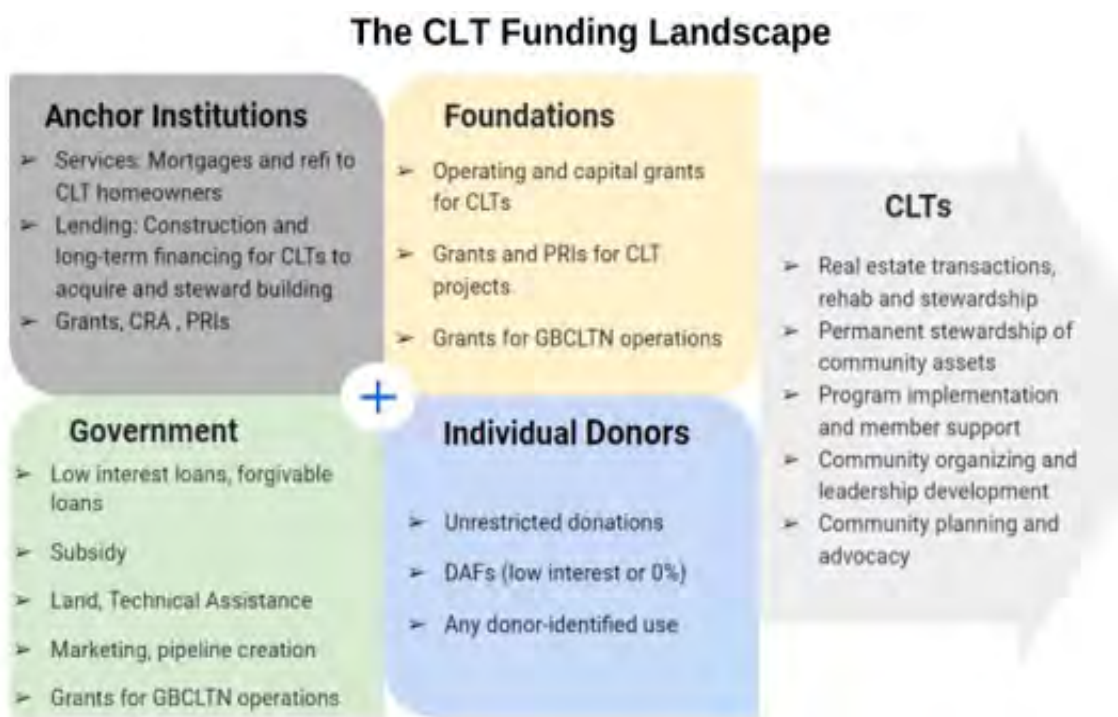 The CLT Funding Landscape
Anchor Institutions
➢ Services: Mortgages and refi to
CLT homeowners
➢ Lending: Construction and
long-term financing for CLTs to
acquire and steward building
➢ Grants, CRA , PRIs
Foundations
➢ Operating and capital grants
for CLTs
➢ Grants and PRIs for CLT
projects
➢ Grants for GBCLTN operations
Government
➢ Low interest loans, forgivable
loans
➢ Subsidy
➢ Land, Technical Assistance
➢ Marketing, pipeline creation
➢ Grants for GBCLTN operations
Individual Donors
➢ Unrestricted donations
➢ DAFs (low interest or 0%)
➢ Any donor-identified use
+
CLTs
➢ Real estate transactions,
rehab and stewardship
➢ Permanent stewardship of
community assets
➢ Program implementation
and member support
➢ Community organizing and
leadership development
➢ Community planning and
advocacy